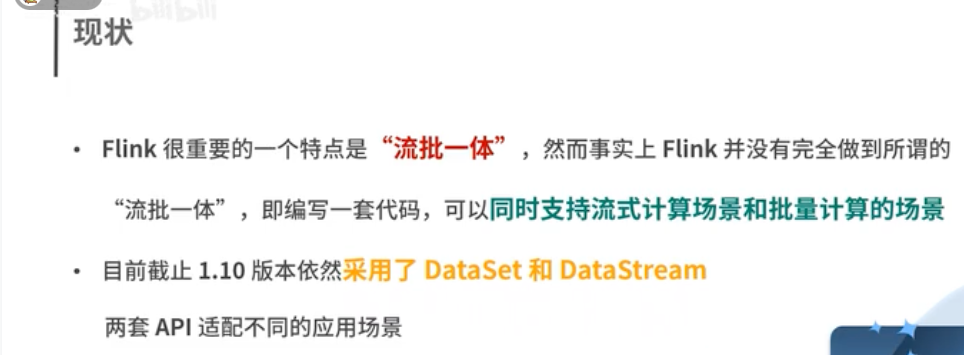 bilibili
现状
• Flink 很重要的一个特点是“流批一体”，然而事实上 Flink 并没有完全做到所谓的
“流批一体”，即编写一套代码，可以同时支持流式计算场景和批量计算的场景
• 目前截止 1.10 版本依然采用了 DataSet 和 DataStream
两套 API 适配不同的应用场景